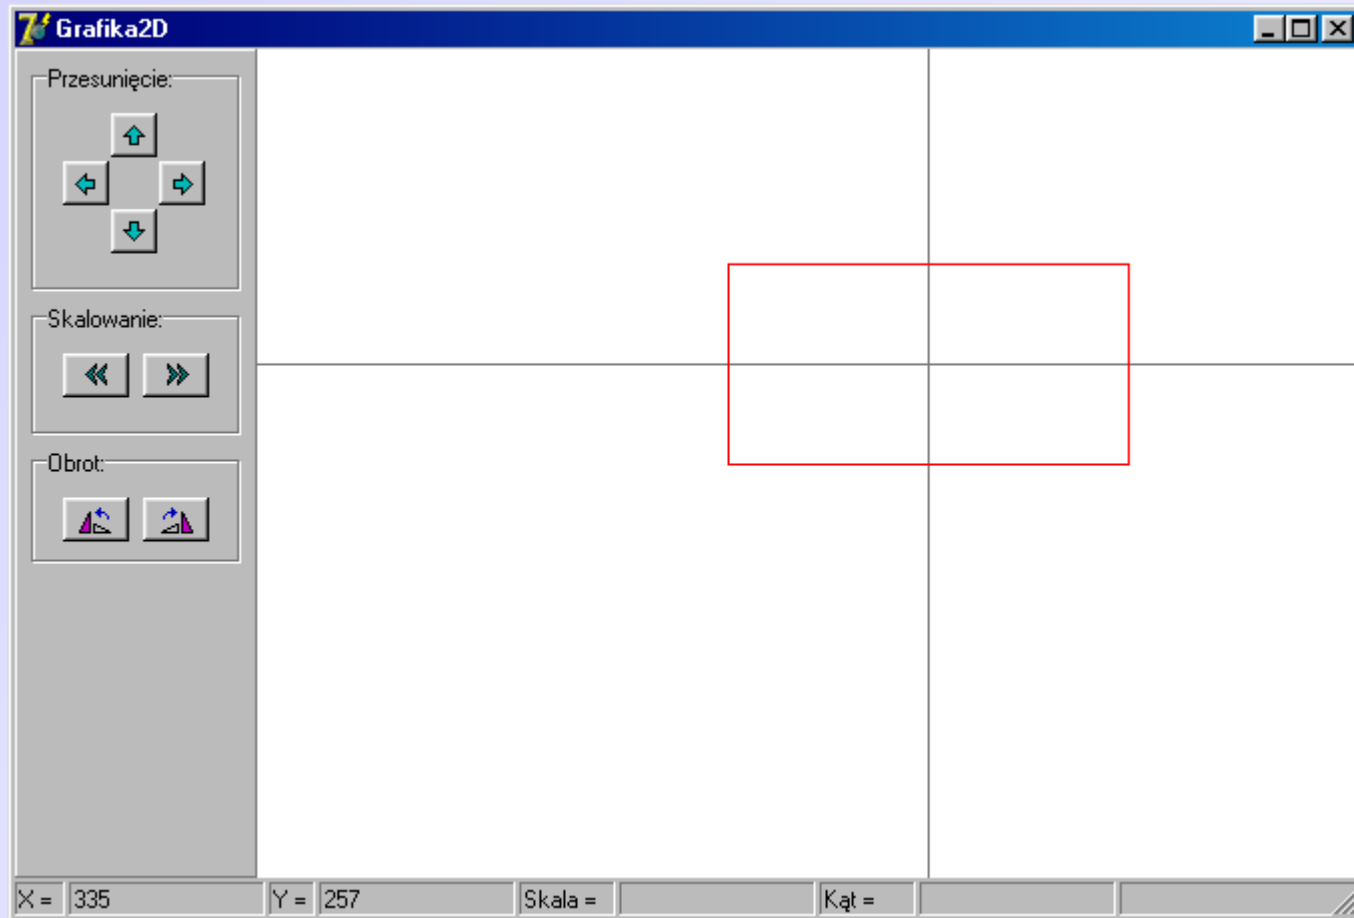 Grafika2D
Przesunięcie:
Skalowanie:
Obrot:
X = 335 Y = 257 Skala = Kąt =